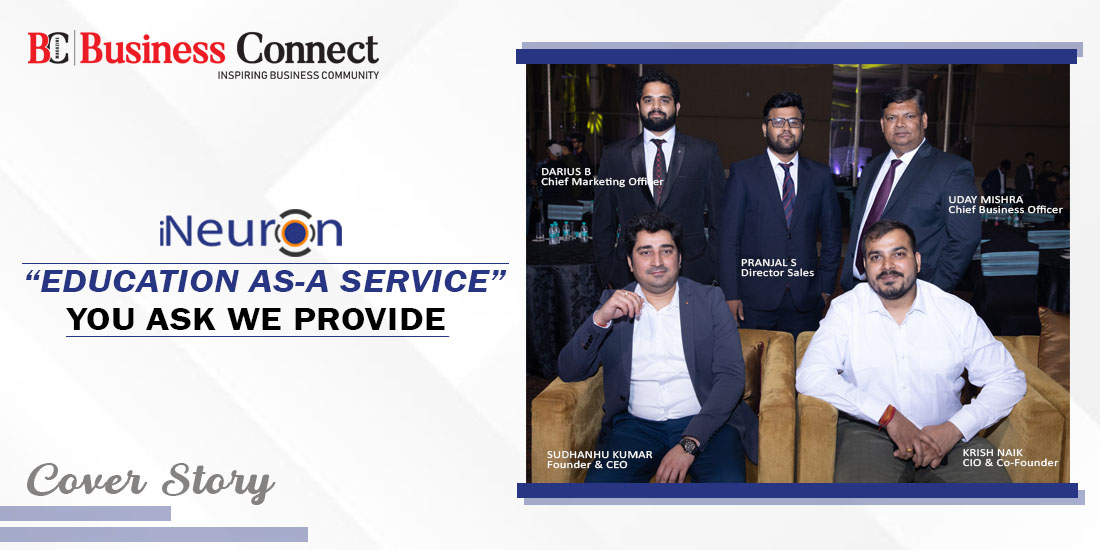 BC MAGAZINE Business Connect
INSPIRING BUSINESS COMMUNITY
iNeuron
“EDUCATION AS-A SERVICE”
YOU ASK WE PROVIDE
Cover Story
DARIUS B
Chief Marketing Officer
PRANJAL S
Director Sales
UDAY MISHRA
Chief Business Officer
SUDHANHU KUMAR
Founder & CEO
KRISH NAIK
CIO & Co-Founder